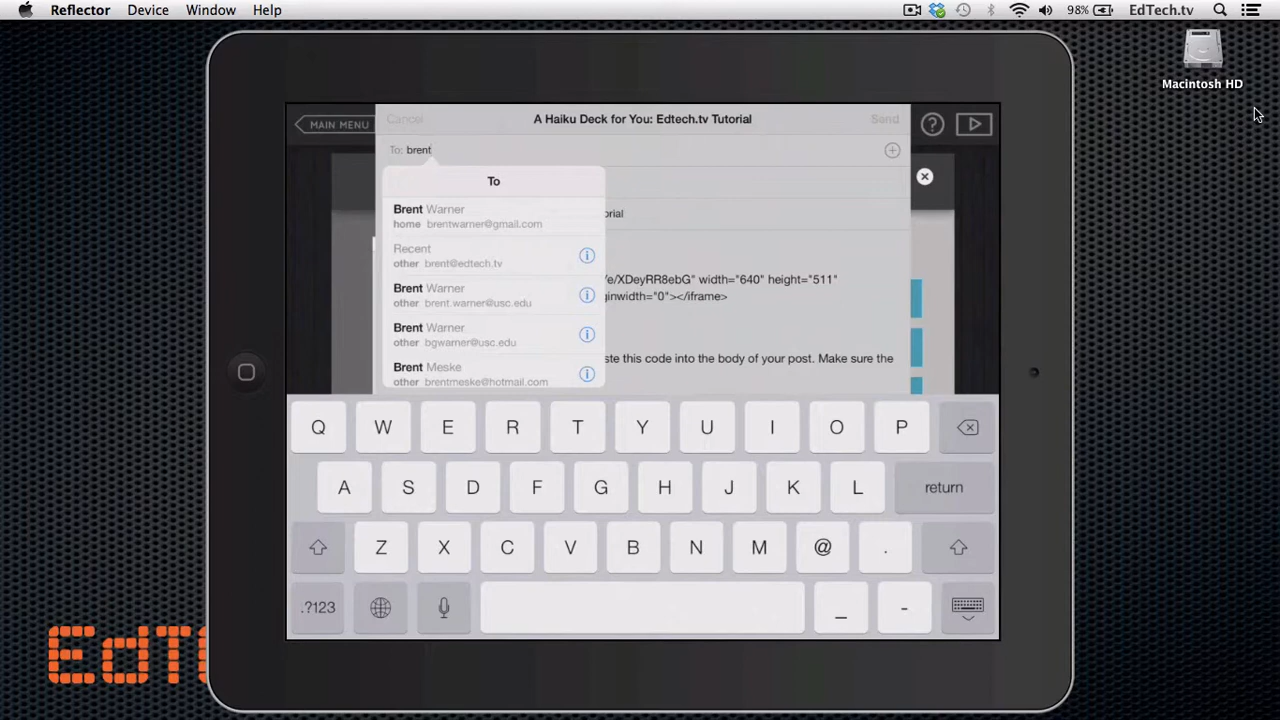 Reflector Device Window Help
98% EdTech.tv
Macintosh HD
MAIN MENU
Cancel A Haiku Deck for You: Edtech.tv Tutorial Send
To: brent
To
Brent Warner
home brentwarner@gmail.com
Recent
other brent@edtech.tv
Brent Warner
other brent.warner@usc.edu
Brent Warner
other bgwarner@usc.edu
Brent Meske
other brentmeske@hotmail.com
orial
/e/XDeyRR8ebG" width="640" height="511"
ginwidth="0"></iframe>
ste this code into the body of your post. Make sure the
Q W E R T Y U I O P
A S D F G H J K L return
Z X C V B N M @ .
.?123 _ -
EdT